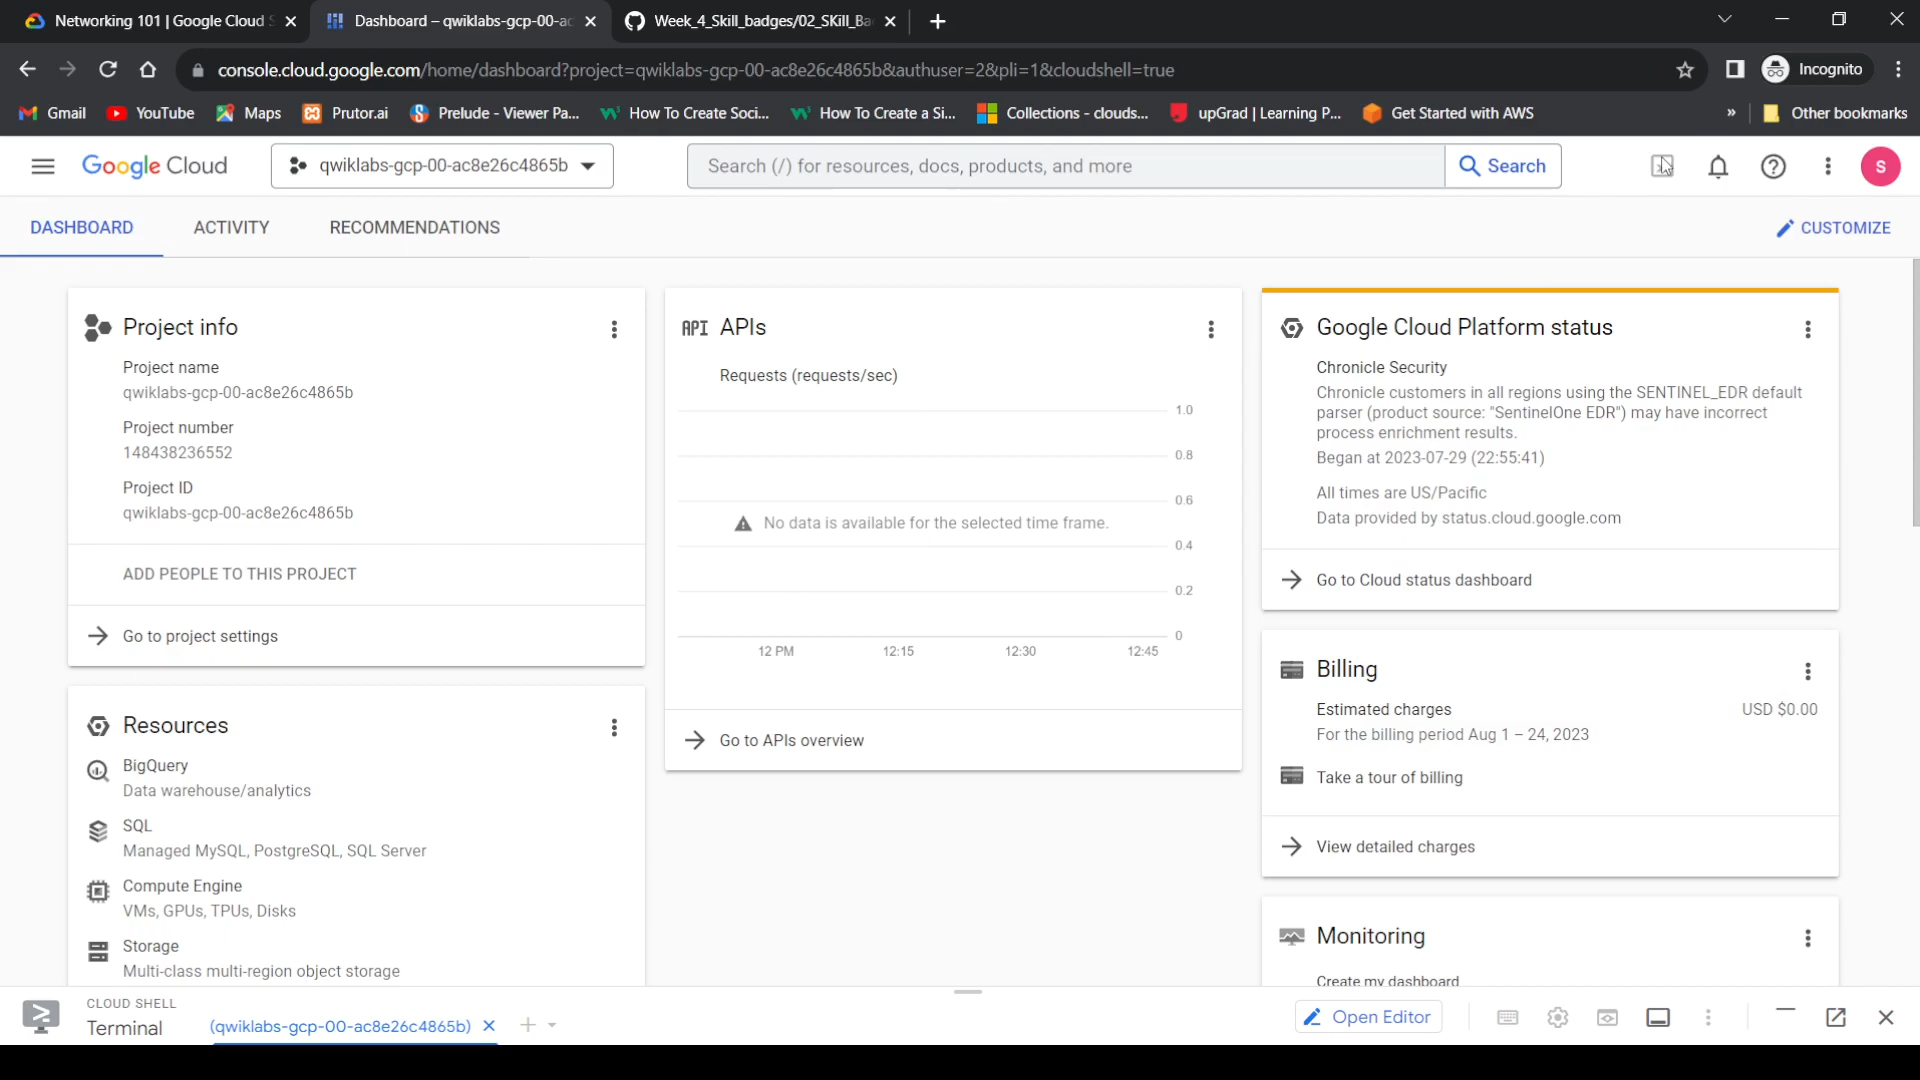 Networking 101 | Google Cloud S
Dashboard – qwiklabs-gcp-00-ac
Week_4_Skill_badges/02_SKill_Ba
console.cloud.google.com/home/dashboard?project=qwiklabs-gcp-00-ac8e26c4865b&authuser=2&pli=1&cloudshell=true
Incognito
Gmail
YouTube
Maps
Prutor.ai
Prelude - Viewer Pa...
How To Create Soci...
How To Create a Si...
Collections - clouds...
upGrad | Learning P...
Get Started with AWS
»
Other bookmarks
Google Cloud
qwiklabs-gcp-00-ac8e26c4865b
Search (/) for resources, docs, products, and more
Search
S
DASHBOARD
ACTIVITY
RECOMMENDATIONS
CUSTOMIZE
Project info
Project name
qwiklabs-gcp-00-ac8e26c4865b
Project number
148438236552
Project ID
qwiklabs-gcp-00-ac8e26c4865b
ADD PEOPLE TO THIS PROJECT
Go to project settings
Resources
BigQuery
Data warehouse/analytics
SQL
Managed MySQL, PostgreSQL, SQL Server
Compute Engine
VMs, GPUs, TPUs, Disks
Storage
Multi-class multi-region object storage
API APIs
Requests (requests/sec)
1.0
0.8
0.6
No data is available for the selected time frame.
0.4
0.2
0
12 PM
12:15
12:30
12:45
Go to APIs overview
Google Cloud Platform status
Chronicle Security
Chronicle customers in all regions using the SENTINEL_EDR default
parser (product source: "SentinelOne EDR") may have incorrect
process enrichment results.
Began at 2023-07-29 (22:55:41)
All times are US/Pacific
Data provided by status.cloud.google.com
Go to Cloud status dashboard
Billing
Estimated charges
USD $0.00
For the billing period Aug 1 – 24, 2023
Take a tour of billing
View detailed charges
Monitoring
Create my dashboard
CLOUD SHELL
Terminal
(qwiklabs-gcp-00-ac8e26c4865b)
Open Editor